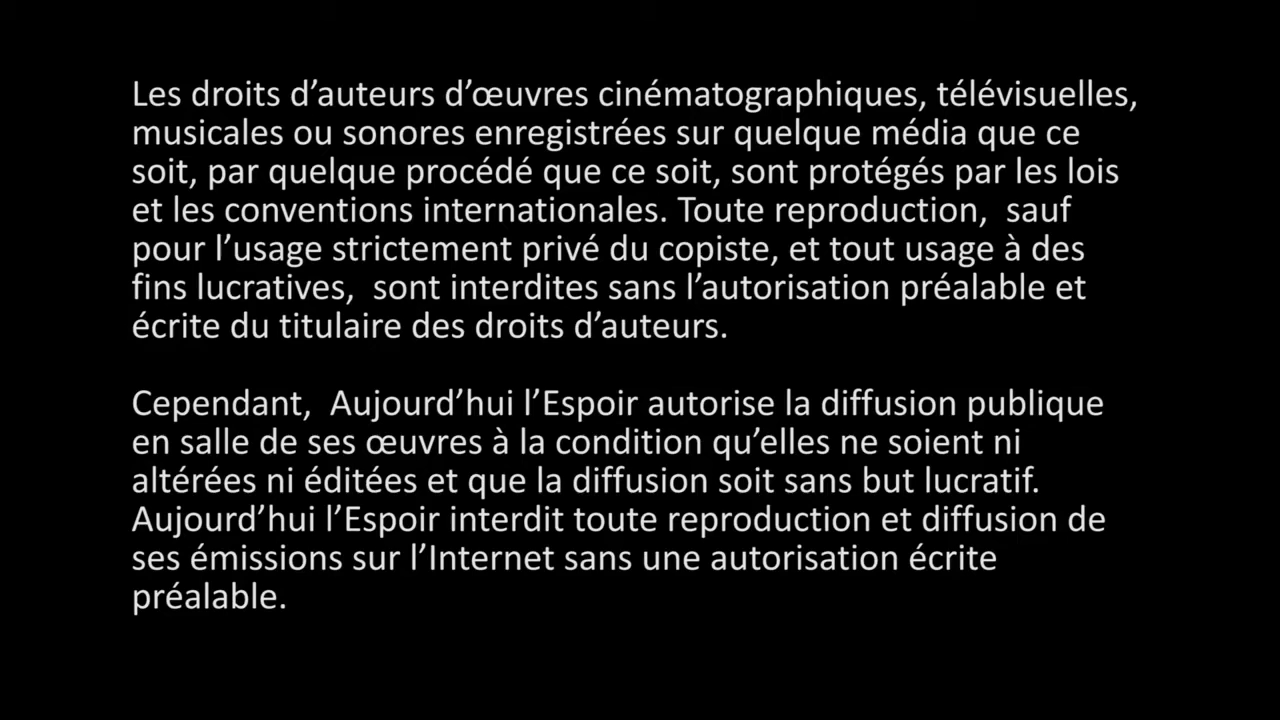 Les droits d’auteurs d’œuvres cinématographiques, télévisuelles,
musicales ou sonores enregistrées sur quelque média que ce
soit, par quelque procédé que ce soit, sont protégés par les lois
et les conventions internationales. Toute reproduction,  sauf
pour l’usage strictement privé du copiste, et tout usage à des
fins lucratives,  sont interdites sans l’autorisation préalable et
écrite du titulaire des droits d’auteurs.
Cependant,  Aujourd’hui l’Espoir autorise la diffusion publique
en salle de ses œuvres à la condition qu’elles ne soient ni
altérées ni éditées et que la diffusion soit sans but lucratif.
Aujourd’hui l’Espoir interdit toute reproduction et diffusion de
ses émissions sur l’Internet sans une autorisation écrite
préalable.